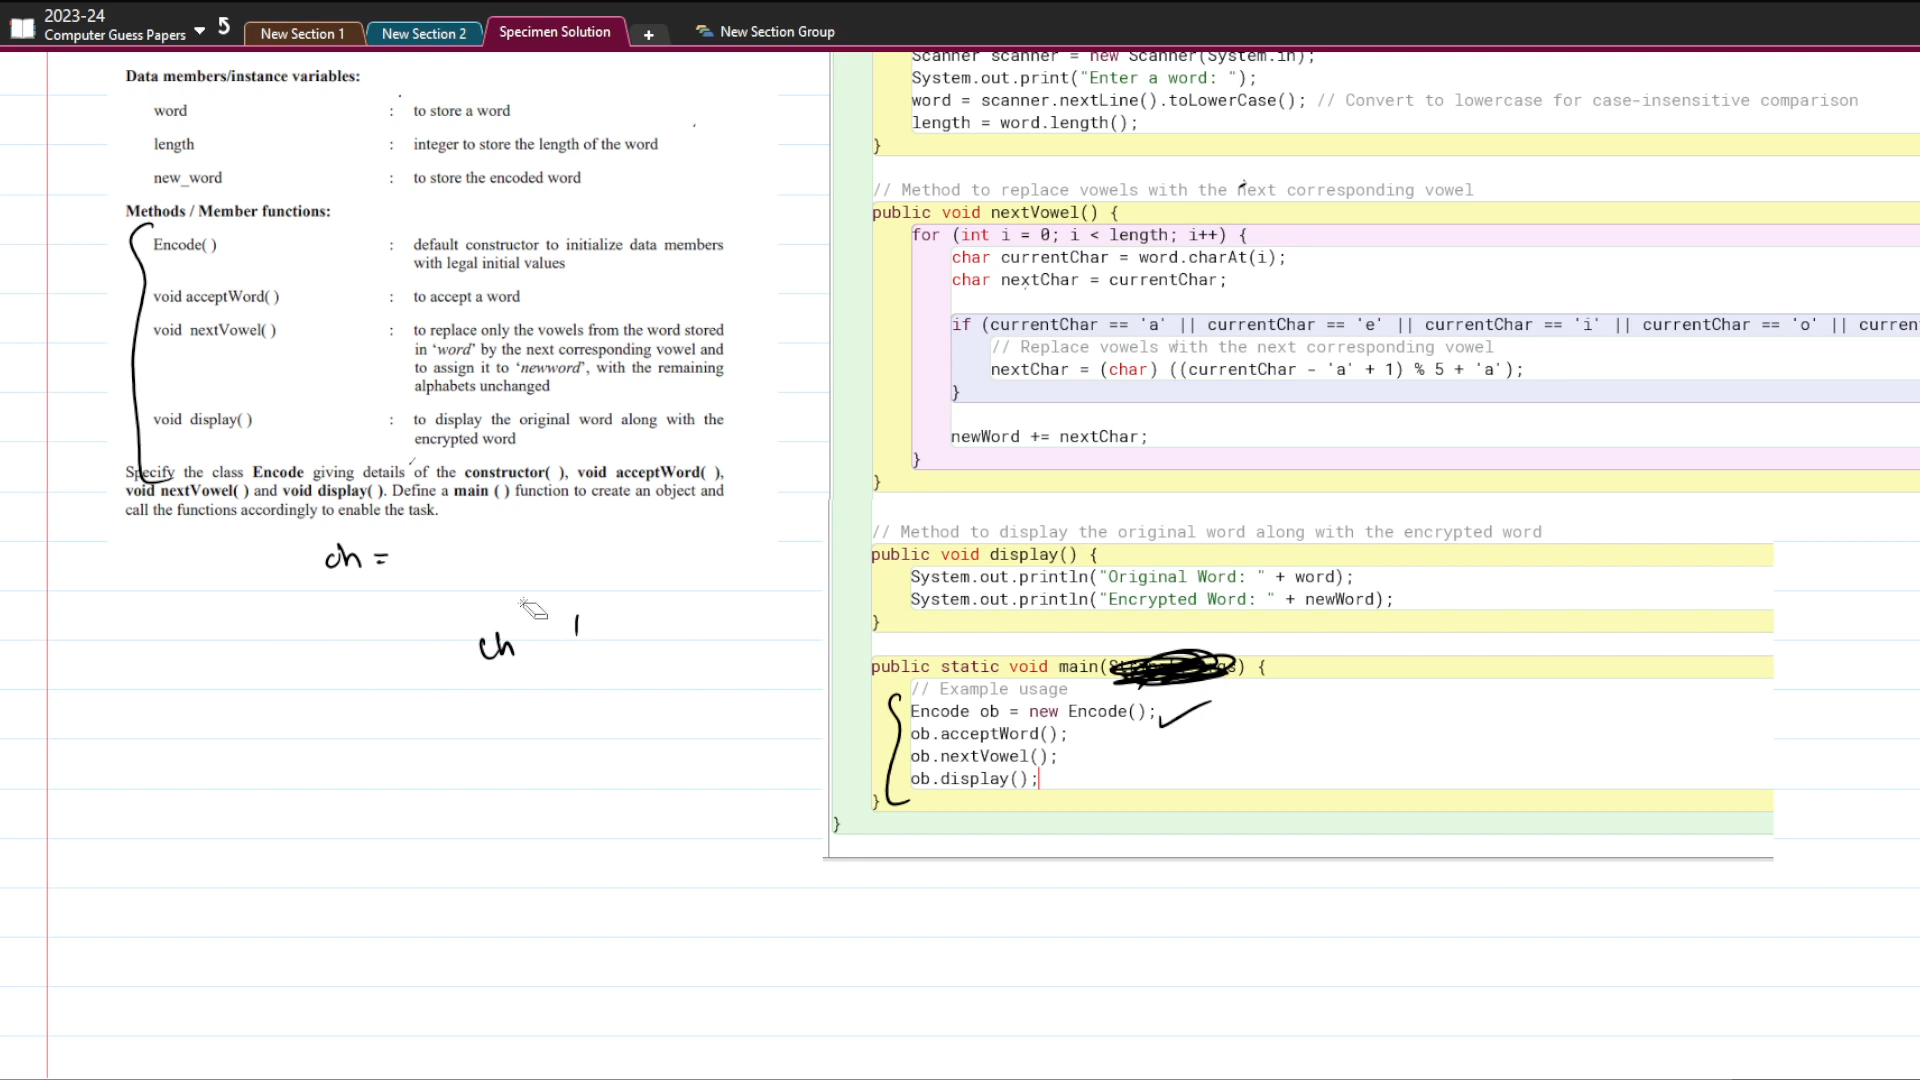 2023-24
Computer Guess Papers
New Section 1
New Section 2
Specimen Solution
+
New Section Group
Data members/instance variables:
word : to store a word
length : integer to store the length of the word
new_word : to store the encoded word
Methods / Member functions:
Encode( ) : default constructor to initialize data members
with legal initial values
void acceptWord( ) : to accept a word
void nextVowel( ) : to replace only the vowels from the word stored
in ‘word’ by the next corresponding vowel and
to assign it to ‘newword’, with the remaining
alphabets unchanged
void display( ) : to display the original word along with the
encrypted word
Specify the class Encode giving details of the constructor( ), void acceptWord( ),
void nextVowel( ) and void display( ). Define a main ( ) function to create an object and
call the functions accordingly to enable the task.
ch =
ch
Scanner scanner = new Scanner(System.in);
System.out.print("Enter a word: ");
word = scanner.nextLine().toLowerCase(); // Convert to lowercase for case-insensitive comparison
length = word.length();
}
// Method to replace vowels with the next corresponding vowel
public void nextVowel() {
for (int i = 0; i < length; i++) {
char currentChar = word.charAt(i);
char nextChar = currentChar;
if (currentChar == 'a' || currentChar == 'e' || currentChar == 'i' || currentChar == 'o' || curren
// Replace vowels with the next corresponding vowel
nextChar = (char) ((currentChar - 'a' + 1) % 5 + 'a');
}
newWord += nextChar;
}
}
// Method to display the original word along with the encrypted word
public void display() {
System.out.println("Original Word: " + word);
System.out.println("Encrypted Word: " + newWord);
}
public static void main( ) {
// Example usage
Encode ob = new Encode();
ob.acceptWord();
ob.nextVowel();
ob.display();
}
}